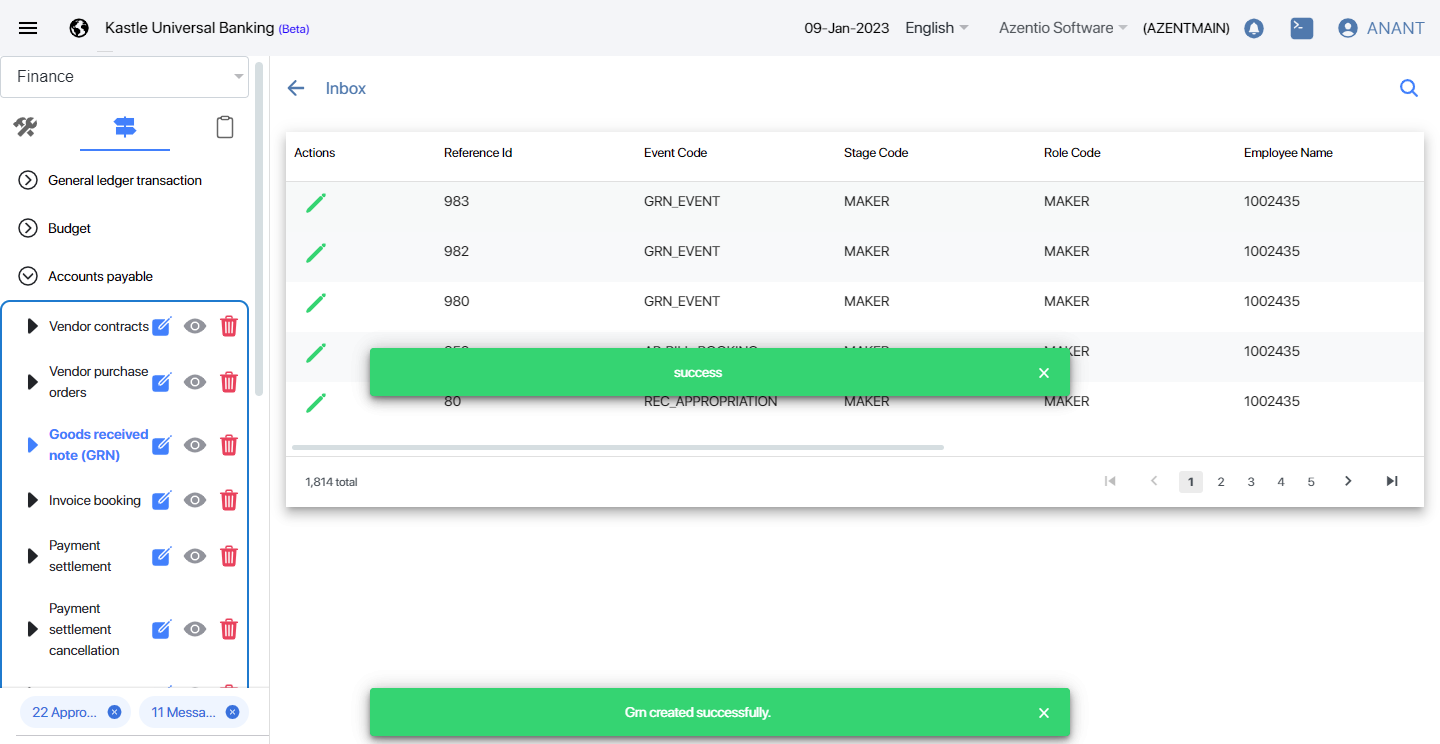 Kastle Universal Banking (Beta)
09-Jan-2023
English
Azentio Software
(AZENTMAIN)
ANANT
Finance
General ledger transaction
Budget
Accounts payable
Vendor contracts
Vendor purchase
orders
Goods received
note (GRN)
Invoice booking
Payment
settlement
Payment
settlement
cancellation
22 Appro...
11 Messa...
Inbox
Actions Reference Id Event Code Stage Code Role Code Employee Name
983 GRN_EVENT MAKER MAKER 1002435
982 GRN_EVENT MAKER MAKER 1002435
980 GRN_EVENT MAKER MAKER 1002435
MAKER 1002435
success
80 REC_APPROPRIATION MAKER MAKER 1002435
1,814 total
1 2 3 4 5
Grn created successfully.